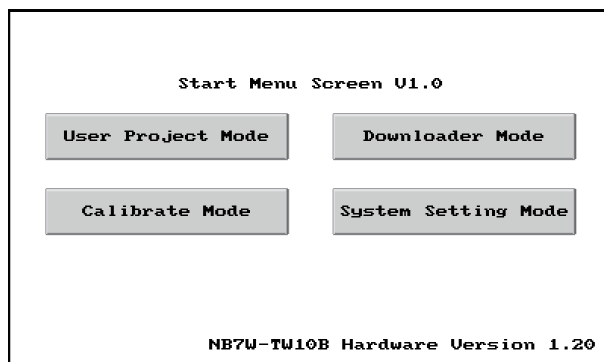 Start Menu Screen V1.0
User Project Mode
Downloader Mode
Calibrate Mode
System Setting Mode
NB7W-TW10B Hardware Version 1.20